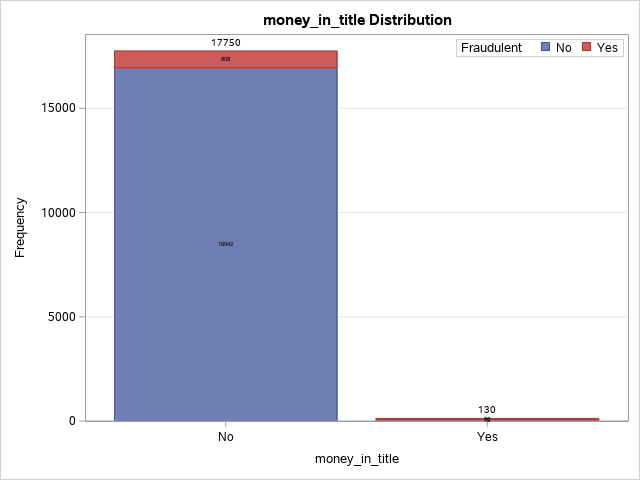 money_in_title Distribution
Fraudulent No Yes
17750
808
15000
10000
16942
5000
130
0
No Yes
Frequency
money_in_title